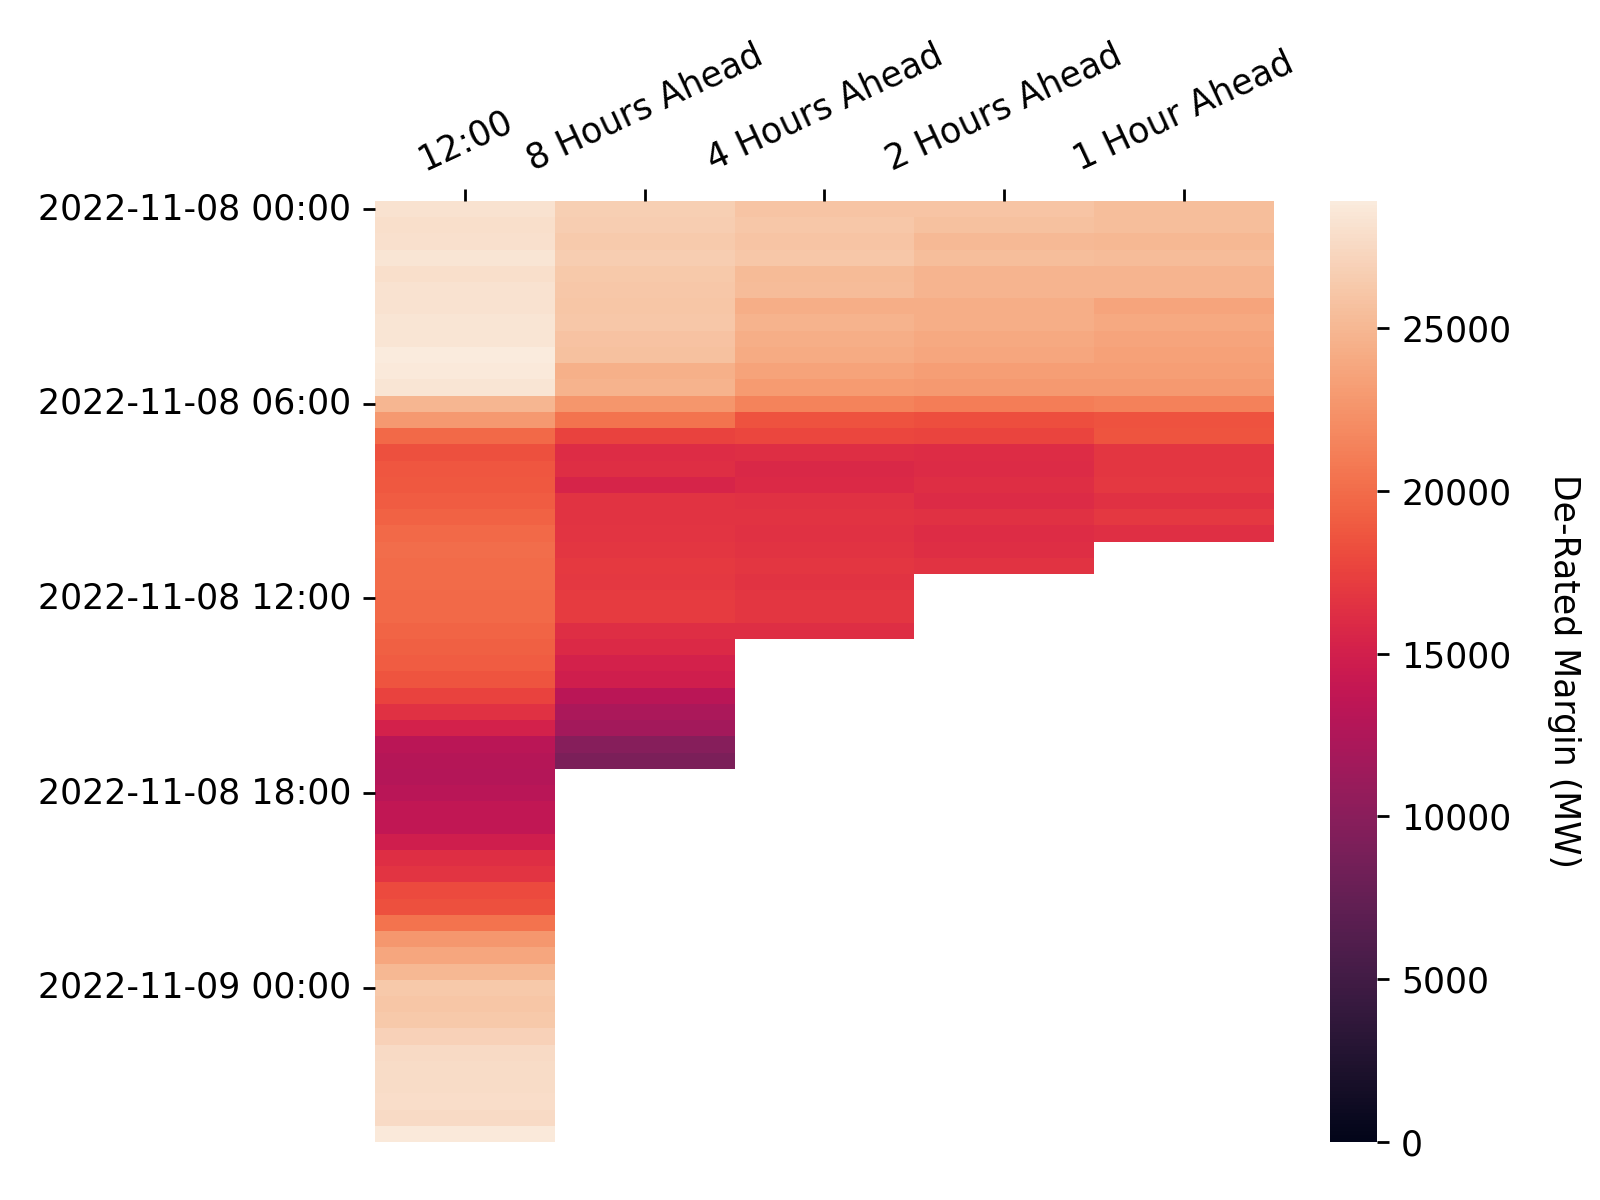 12:00
8 Hours Ahead
4 Hours Ahead
2 Hours Ahead
1 Hour Ahead
2022-11-08 00:00
2022-11-08 06:00
2022-11-08 12:00
2022-11-08 18:00
2022-11-09 00:00
25000
20000
15000
10000
5000
0
De-Rated Margin (MW)